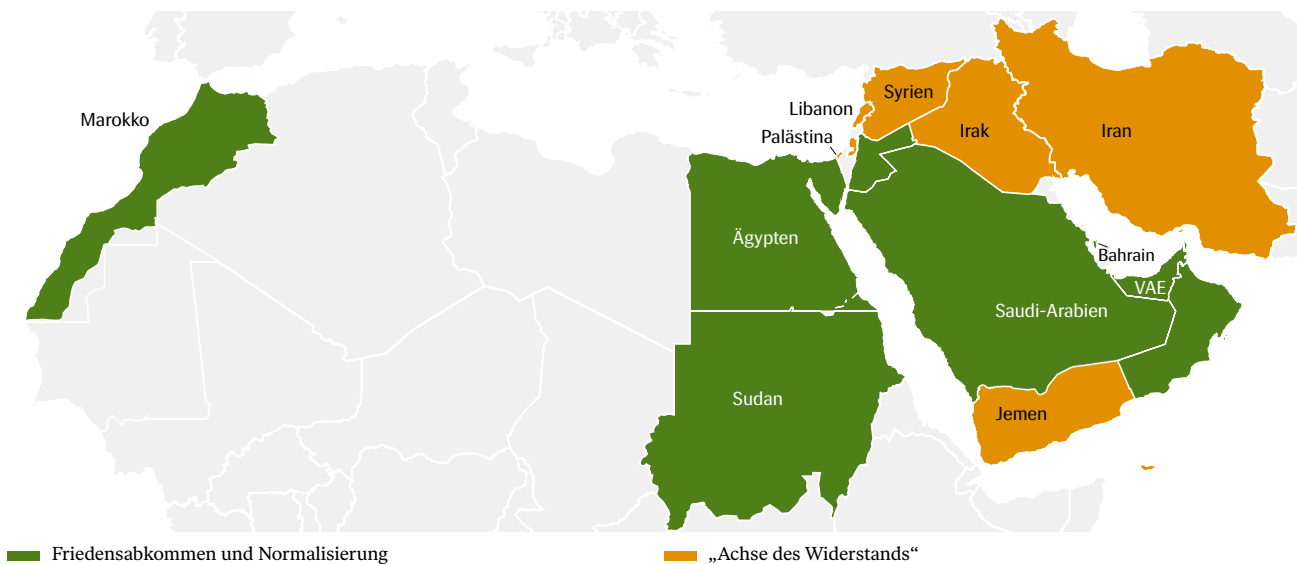 Marokko
Libanon
Syrien
Palästina
Irak
Iran
Ägypten
Bahrain
VAE
Saudi-Arabien
Sudan
Jemen
Friedensabkommen und Normalisierung
„Achse des Widerstands“